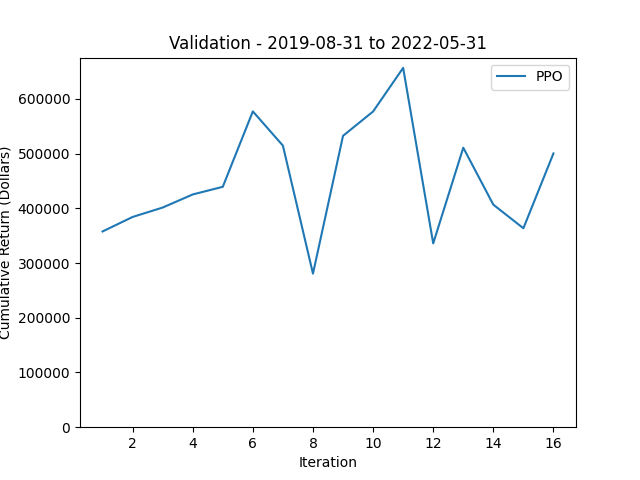 Validation - 2019-08-31 to 2022-05-31
PPO
Cumulative Return (Dollars)
600000
500000
400000
300000
200000
100000
0
2 4 6 8 10 12 14 16
Iteration